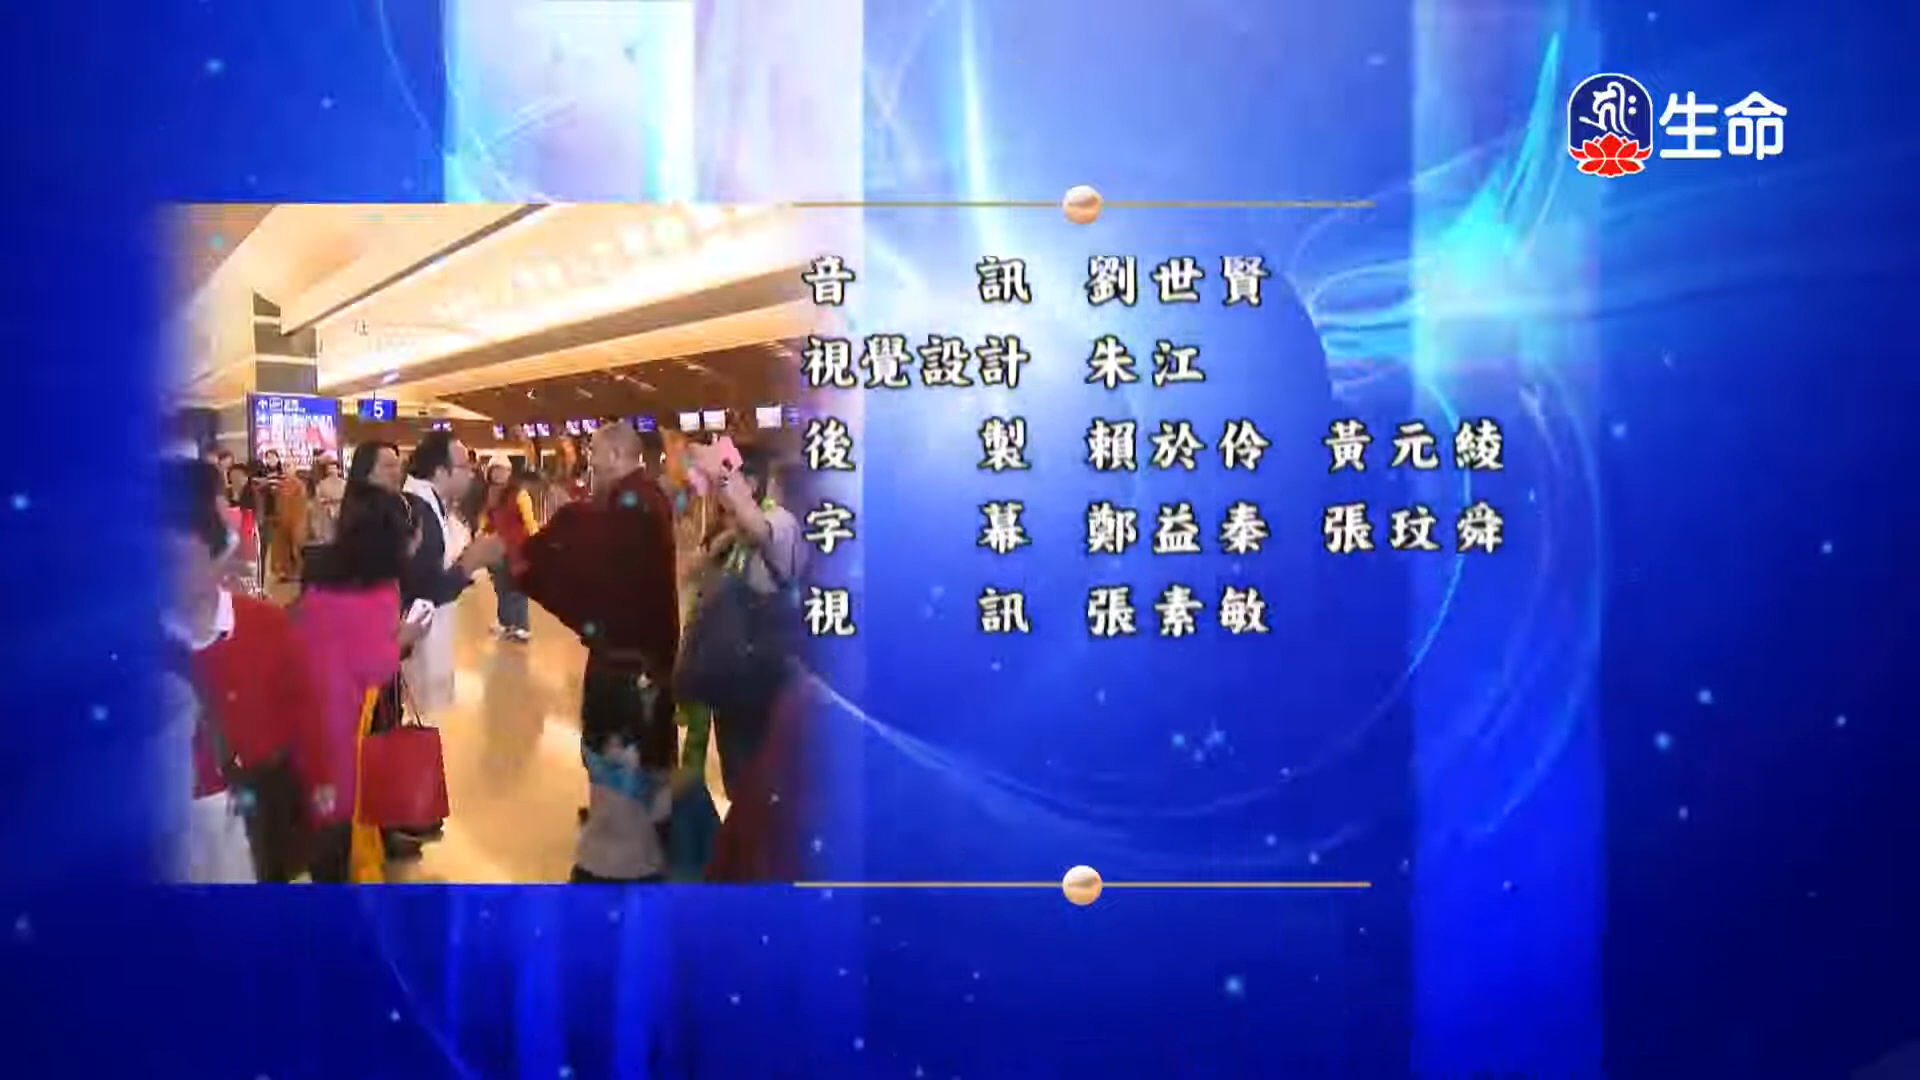 生命
音訊 劉世賢
視覺設計 朱江
後製 賴於伶 黃元綾
字幕 鄭益秦 張玟舜
視訊 張素敏
5